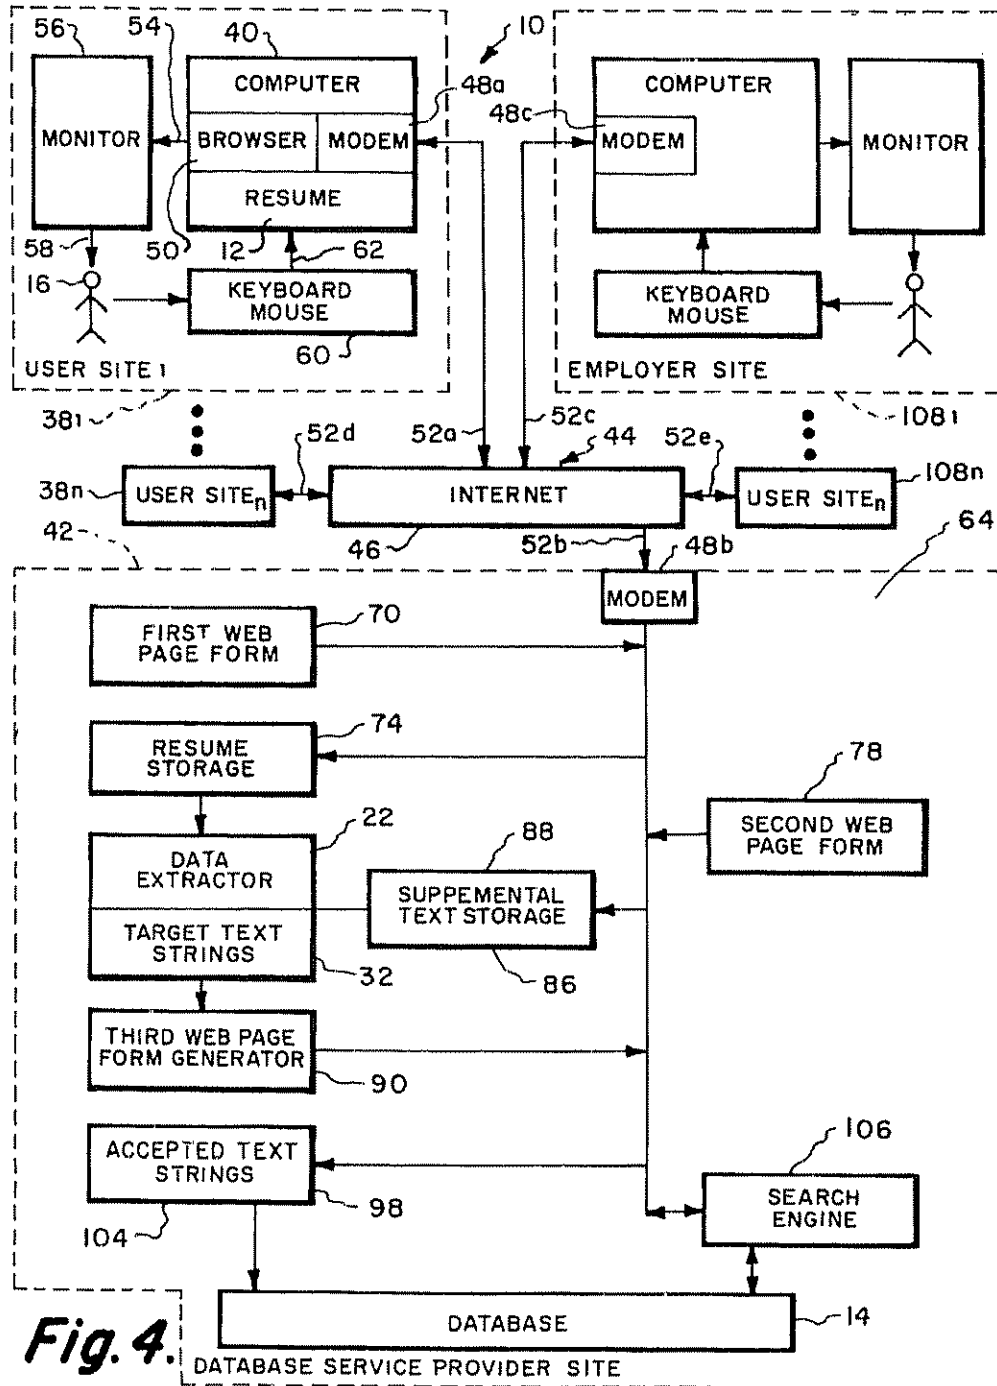 56
54
40
10
COMPUTER
48a
MONITOR
BROWSER
MODEM
RESUME
58
50
12
62
16
KEYBOARD
MOUSE
60
USER SITE 1
381
COMPUTER
48c
MODEM
MONITOR
KEYBOARD
MOUSE
EMPLOYER SITE
1081
52d
52a
52c
44
52e
38n
USER SITEn
INTERNET
USER SITEn
108n
42
46
52b
48b
64
MODEM
70
FIRST WEB
PAGE FORM
74
RESUME
STORAGE
78
SECOND WEB
PAGE FORM
22
DATA
EXTRACTOR
88
SUPPEMENTAL
TEXT STORAGE
86
TARGET TEXT
STRINGS
32
THIRD WEB PAGE
FORM GENERATOR
90
ACCEPTED TEXT
STRINGS
98
104
106
SEARCH
ENGINE
DATABASE
14
Fig. 4.
DATABASE SERVICE PROVIDER SITE